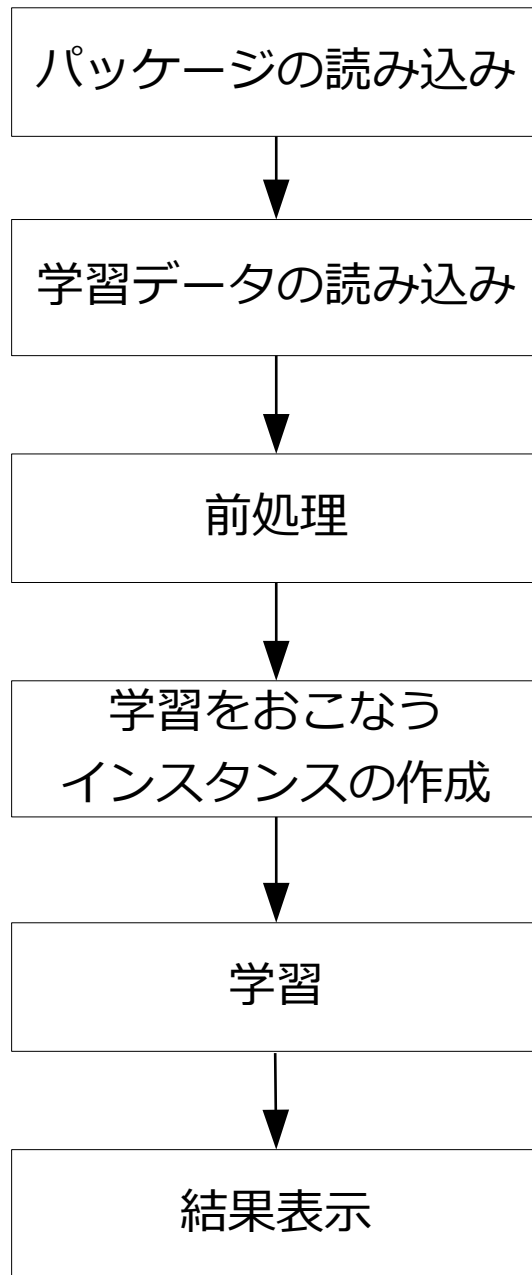 パッケージの読み込み
学習データの読み込み
前処理
学習をおこなう
インスタンスの作成
学習
結果表示